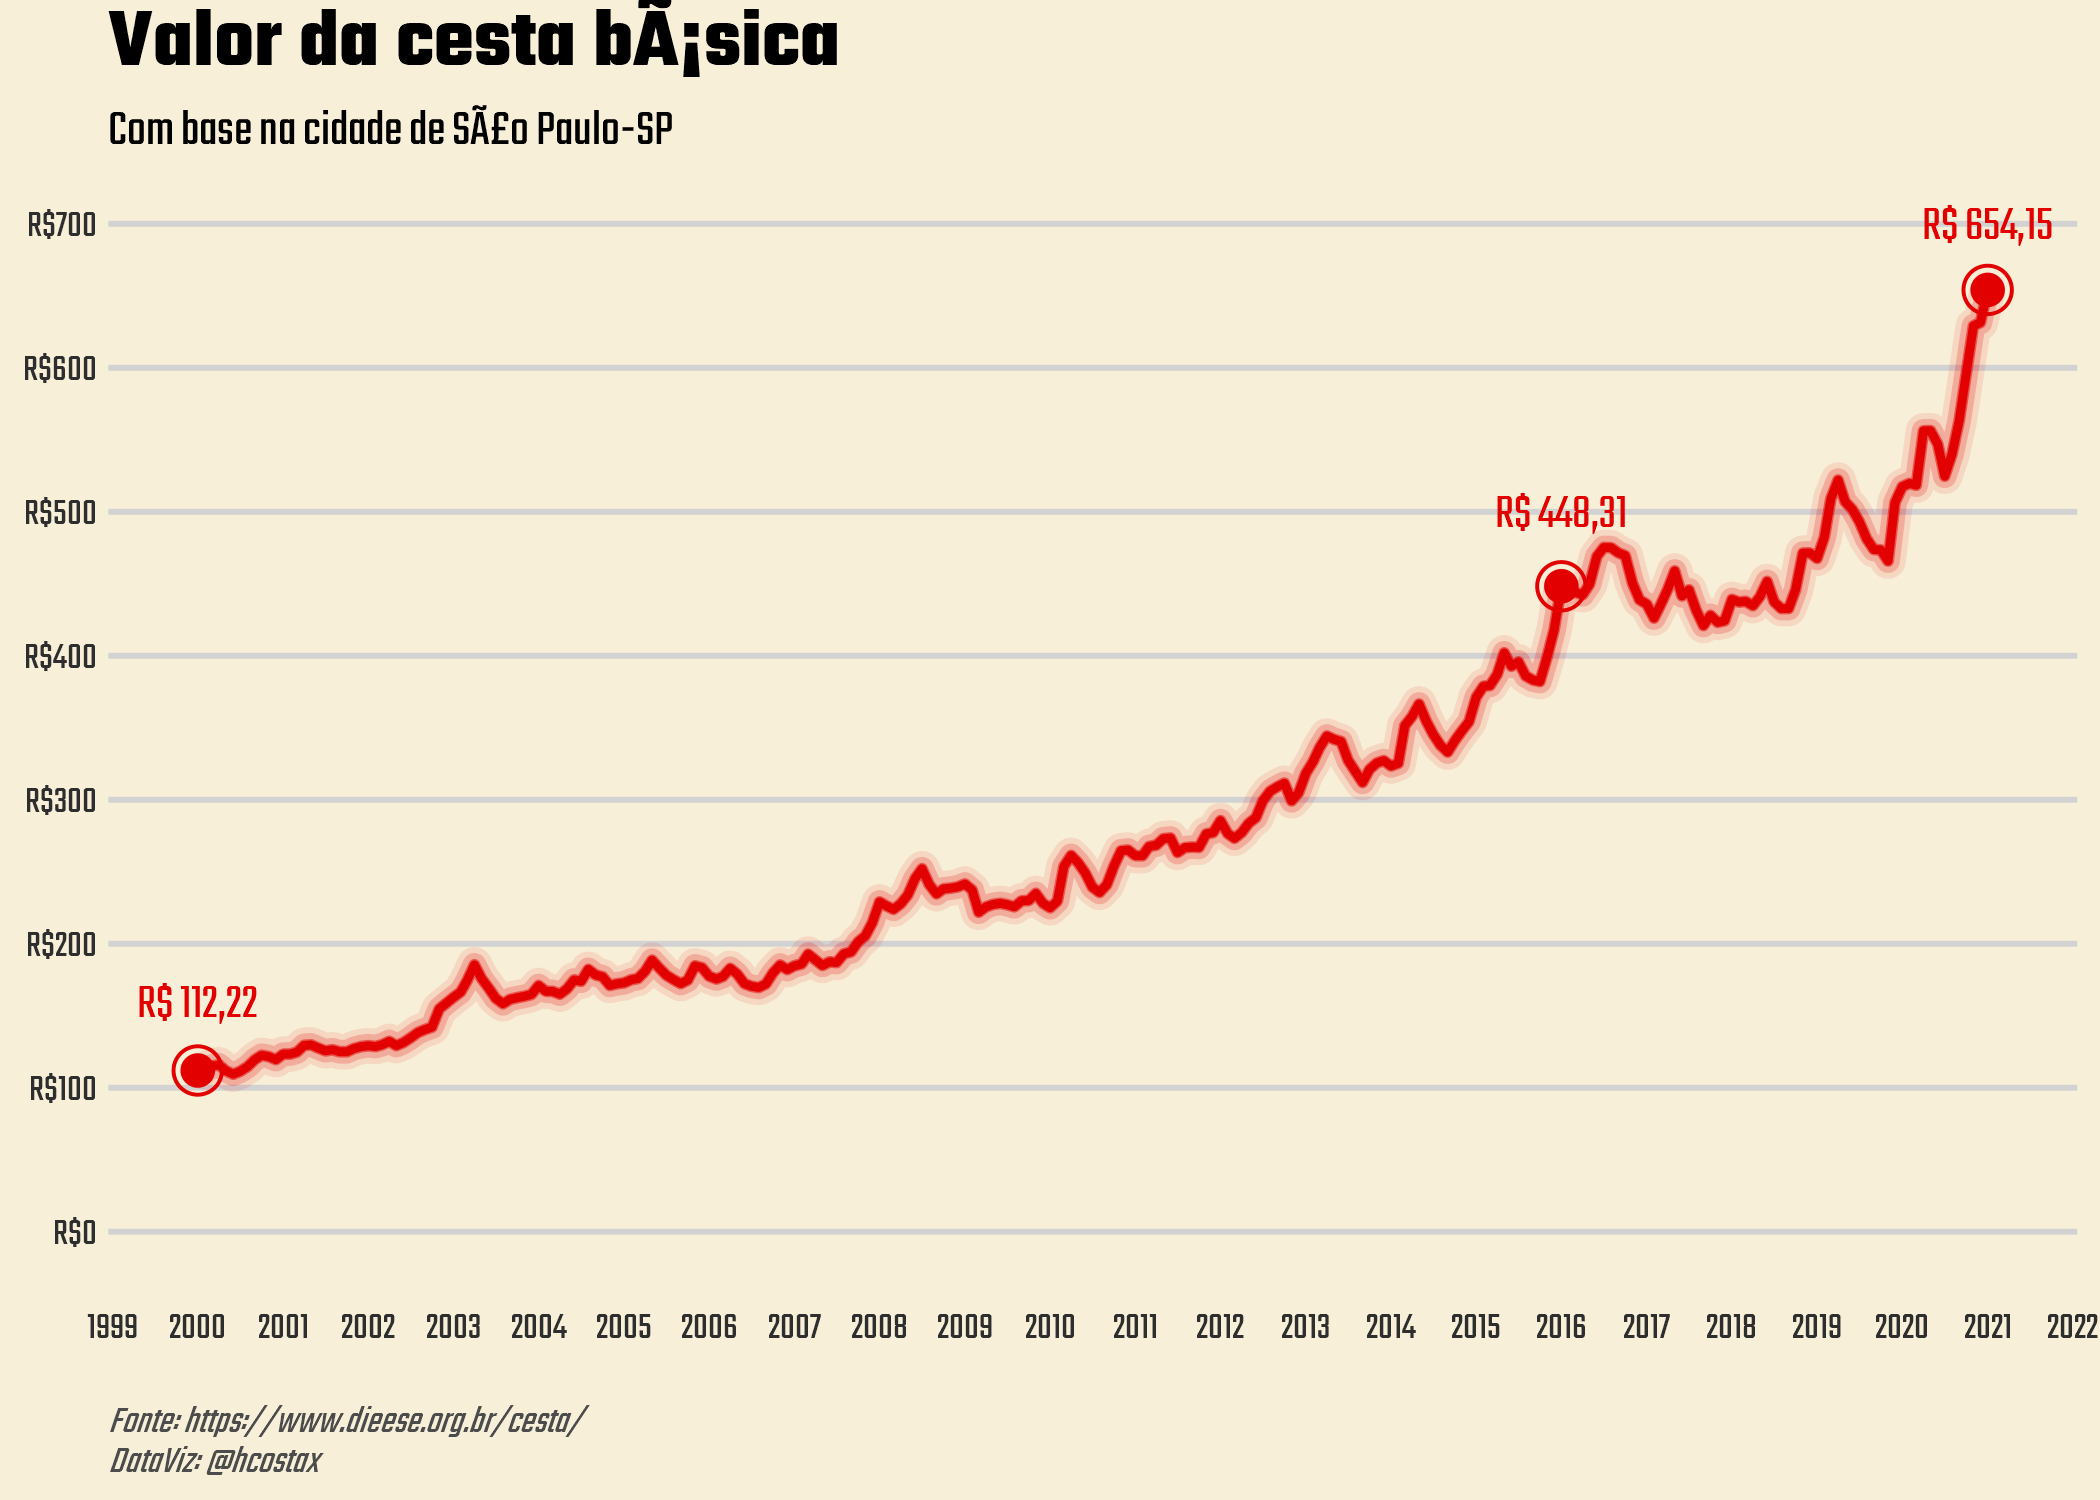 Valor da cesta bÃ¡sica
Com base na cidade de SÃ£o Paulo-SP
R$700
R$ 654,15
R$600
R$500
R$ 448,31
R$400
R$300
R$200
R$ 112,22
R$100
R$0
1999 2000 2001 2002 2003 2004 2005 2006 2007 2008 2009 2010 2011 2012 2013 2014 2015 2016 2017 2018 2019 2020 2021 2022
Fonte: https://www.dieese.org.br/cesta/
DataViz: @hcostax